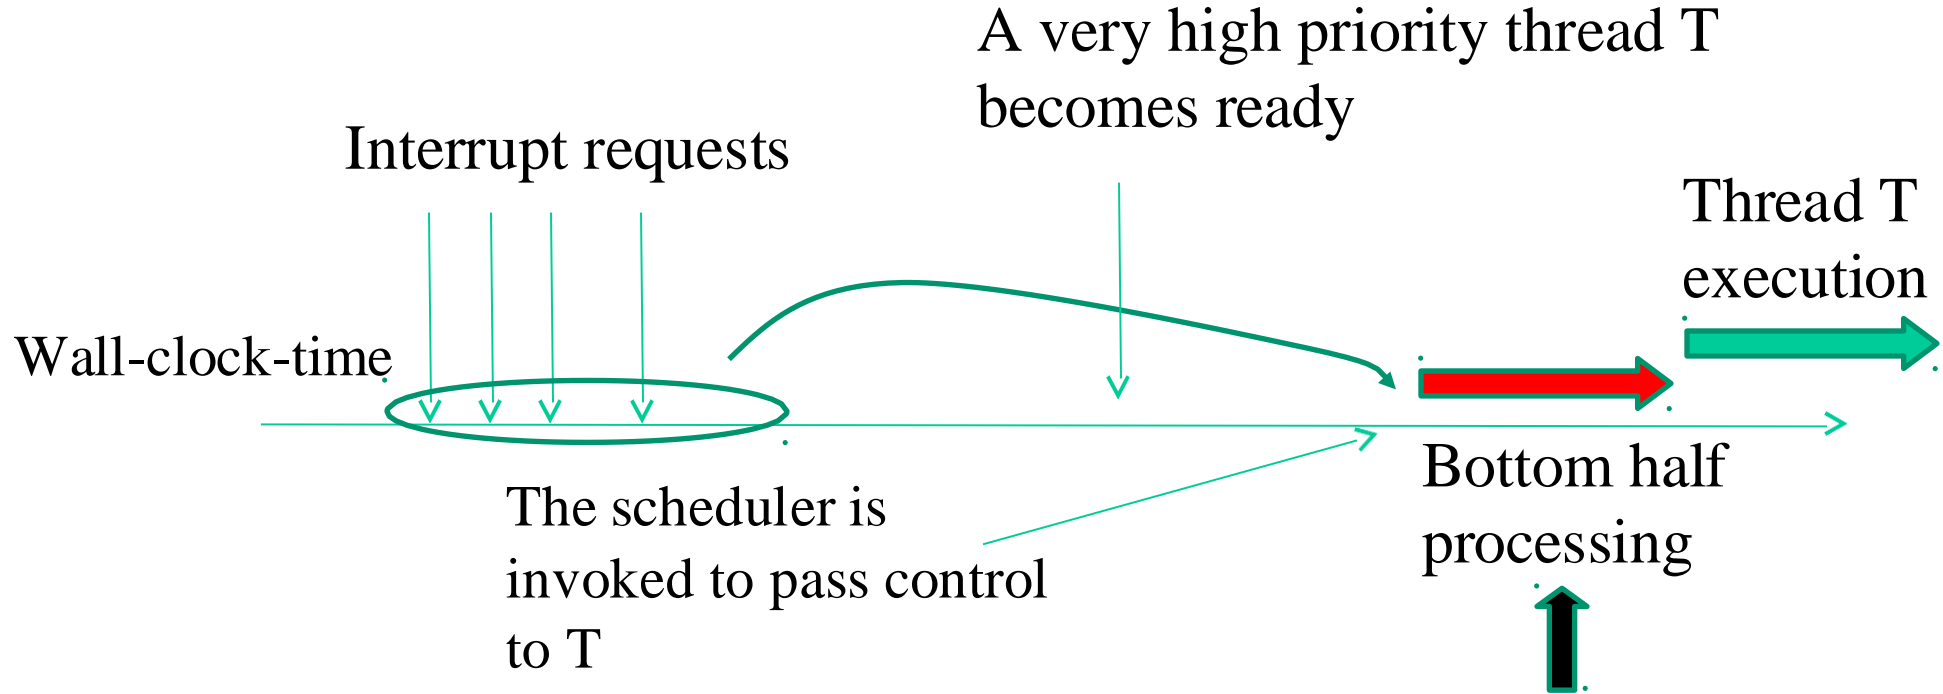 A very high priority thread T
becomes ready
Interrupt requests
Thread T
execution
Wall-clock-time
Bottom half
processing
The scheduler is
invoked to pass control
to T